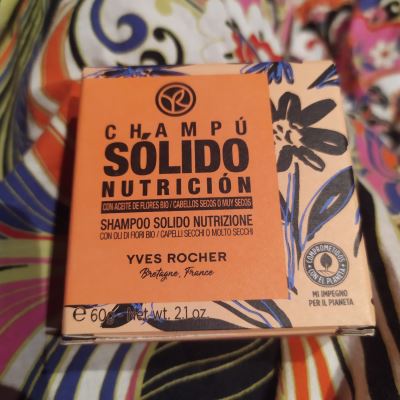 YR
CHAMPÚ
SÓLIDO
NUTRICIÓN
CON ACEITE DE FLORES BIO / CABELLOS SECOS O MUY SECOS
SHAMPOO SOLIDO NUTRIZIONE
CON OLI DI FIORI BIO / CAPELLI SECCHI O MOLTO SECCHI
YVES ROCHER
Bretagne, France
COMPROMETIDOS
CON EL PLANETA
MI IMPEGNO
PER IL PIANETA
℮ 60g Net wt. 2.1 oz.